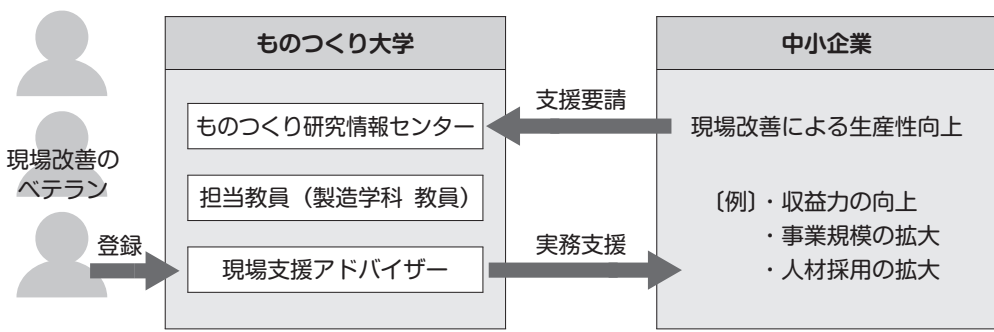 現場改善の
ベテラン
登録
ものつくり大学
ものつくり研究情報センター
担当教員（製造学科 教員）
現場支援アドバイザー
支援要請
実務支援
中小企業
現場改善による生産性向上
〔例〕・収益力の向上
・事業規模の拡大
・人材採用の拡大